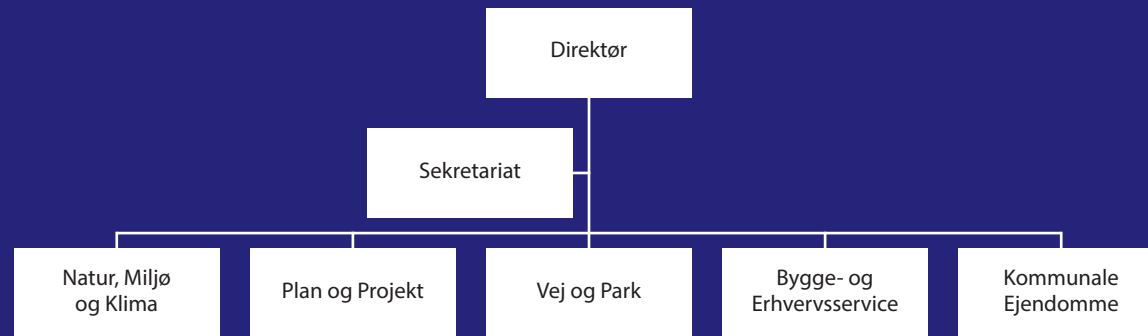 Direktør
Sekretariat
Natur, Miljø
og Klima
Plan og Projekt
Vej og Park
Bygge- og
Erhvervsservice
Kommunale
Ejendomme